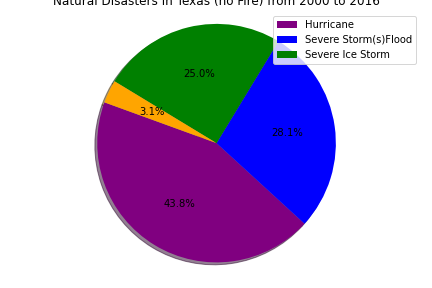 Natural Disasters in Texas (no Fire) from 2000 to 2016
Hurricane
Severe Storm(s)Flood
Severe Ice Storm
25.0%
3.1%
28.1%
43.8%